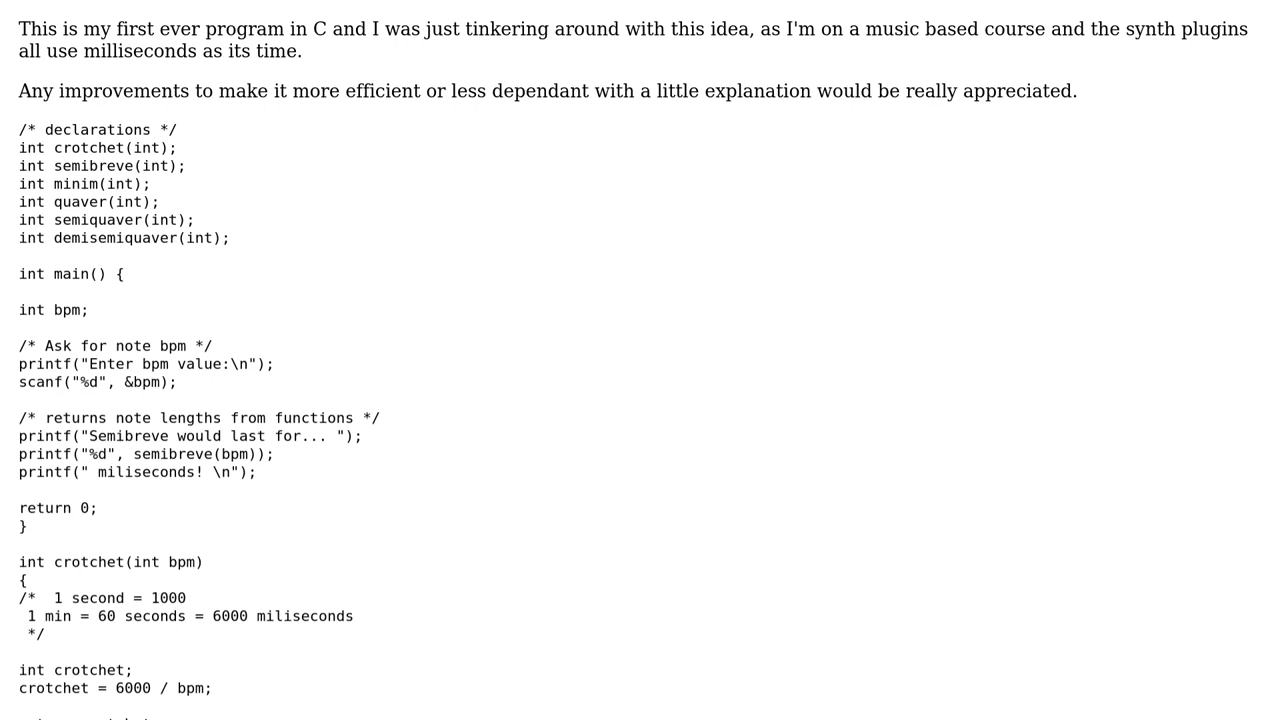 This is my first ever program in C and I was just tinkering around with this idea, as I'm on a music based course and the synth plugins
all use milliseconds as its time.
Any improvements to make it more efficient or less dependant with a little explanation would be really appreciated.
/* declarations */
int crotchet(int);
int semibreve(int);
int minim(int);
int quaver(int);
int semiquaver(int);
int demisemiquaver(int);
int main() {
int bpm;
/* Ask for note bpm */
printf("Enter bpm value:\n");
scanf("%d", &bpm);
/* returns note lengths from functions */
printf("Semibreve would last for... ");
printf("%d", semibreve(bpm));
printf(" miliseconds! \n");
return 0;
}
int crotchet(int bpm)
{
/*  1 second = 1000
 1 min = 60 seconds = 6000 miliseconds
 */
int crotchet;
crotchet = 6000 / bpm;